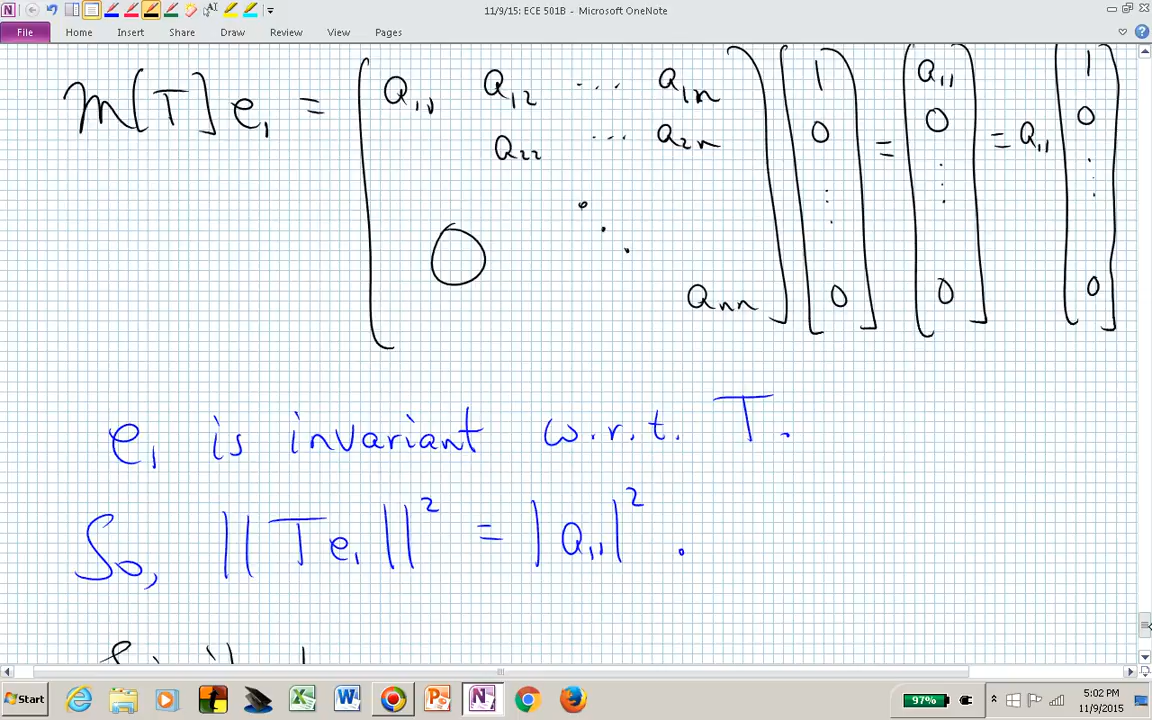 11/9/15: ECE 501B - Microsoft OneNote
File Home Insert Share Draw Review View Pages
M[T]e₁ = [a₁₁ a₁₂ ⋯ a₁ₙ] [1] = [a₁₁] = a₁₁ [1]
a₂₂ ⋯ a₂ₙ 0 0 0
0 ⋱ ⋮ ⋮ ⋮
aₙₙ 0 0 0
e₁ is invariant w.r.t. T.
So, ||Te₁||² = |a₁₁|².
Start 97% 5:02 PM
11/9/2015